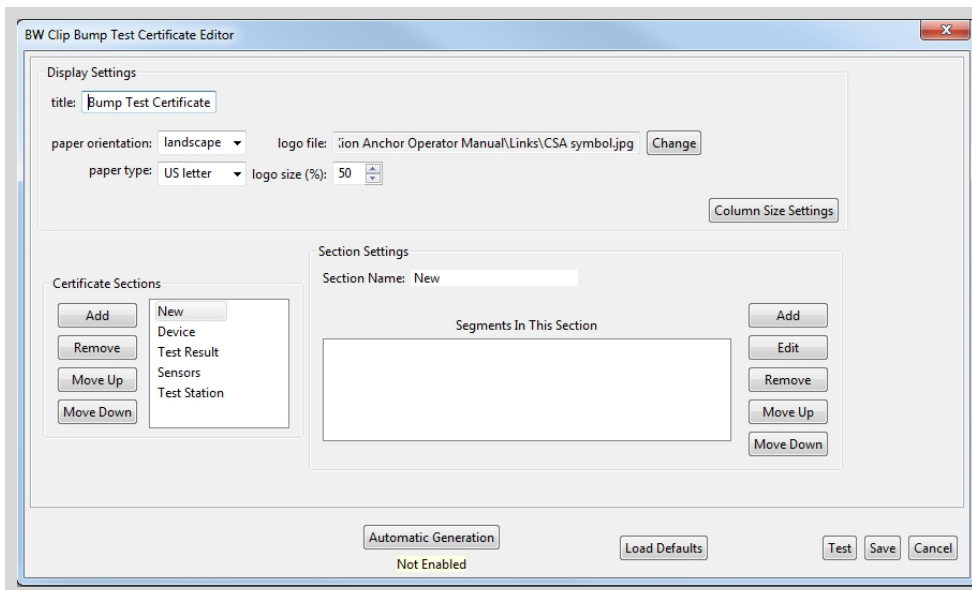 BW Clip Bump Test Certificate Editor
Display Settings
title: Bump Test Certificate
paper orientation: landscape logo file: ion Anchor Operator Manual\Links\CSA symbol.jpg Change
paper type: US letter logo size (%): 50
Column Size Settings
Section Settings
Section Name: New
Certificate Sections
Add
Remove
Move Up
Move Down
New
Device
Test Result
Sensors
Test Station
Segments In This Section
Add
Edit
Remove
Move Up
Move Down
Automatic Generation
Not Enabled
Load Defaults
Test Save Cancel